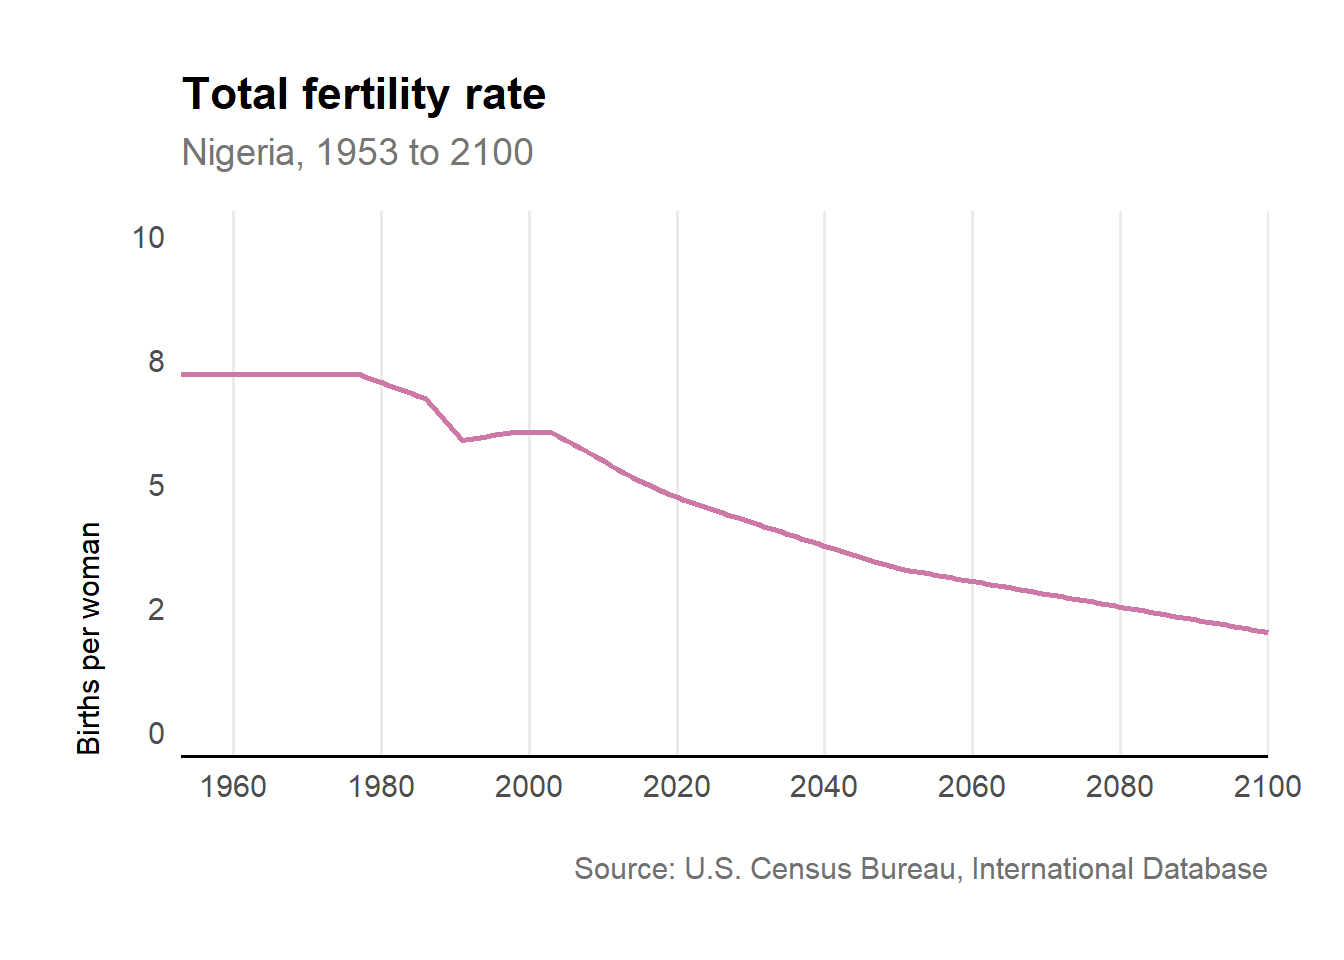 Total fertility rate
Nigeria, 1953 to 2100
10
8
5
2
0
Births per woman
1960 1980 2000 2020 2040 2060 2080 2100
Source: U.S. Census Bureau, International Database